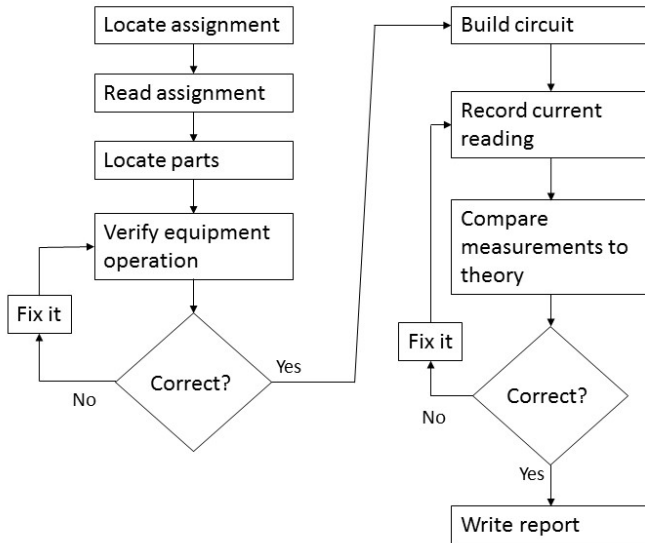 Locate assignment
Read assignment
Locate parts
Verify equipment
operation
Fix it
Correct?
No
Yes
Build circuit
Record current
reading
Compare
measurements to
theory
Fix it
Correct?
No
Yes
Write report